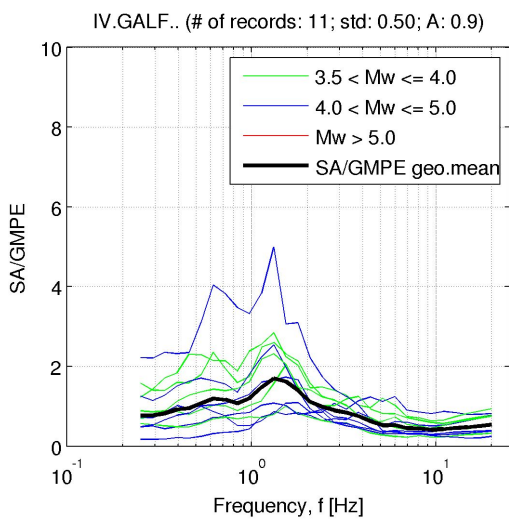 IV.GALF.. (# of records: 11; std: 0.50; A: 0.9)
10
8
6
4
2
0
SA/GMPE
3.5 < Mw <= 4.0
4.0 < Mw <= 5.0
Mw > 5.0
SA/GMPE geo.mean
10^-1
10^0
10^1
Frequency, f [Hz]